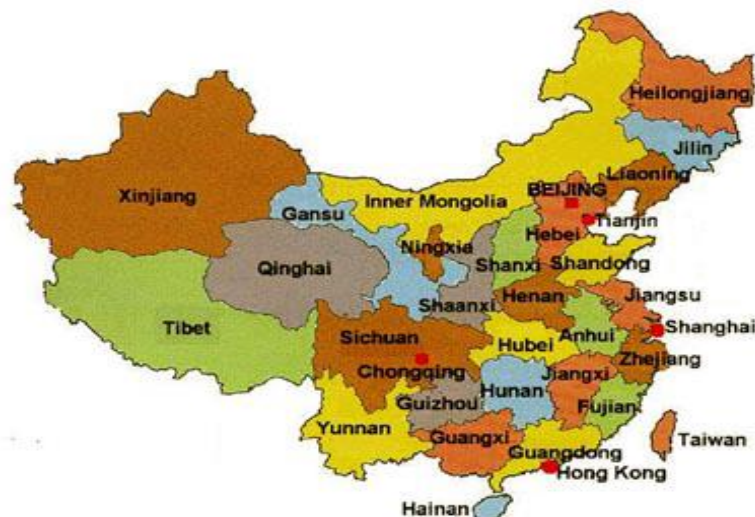 Heilongjiang
Jilin
Liaoning
Xinjiang
BEIJING
Inner Mongolia
Gansu
Tianjin
Hebei
Ningxia
Shanxi
Shandong
Qinghai
Shaanxi
Henan
Jiangsu
Tibet
Sichuan
Hubei
Anhui
Shanghai
Zhejiang
Chongqing
Hunan
Jiangxi
Guizhou
Fujian
Yunnan
Guangxi
Guangdong
Taiwan
Hong Kong
Hainan